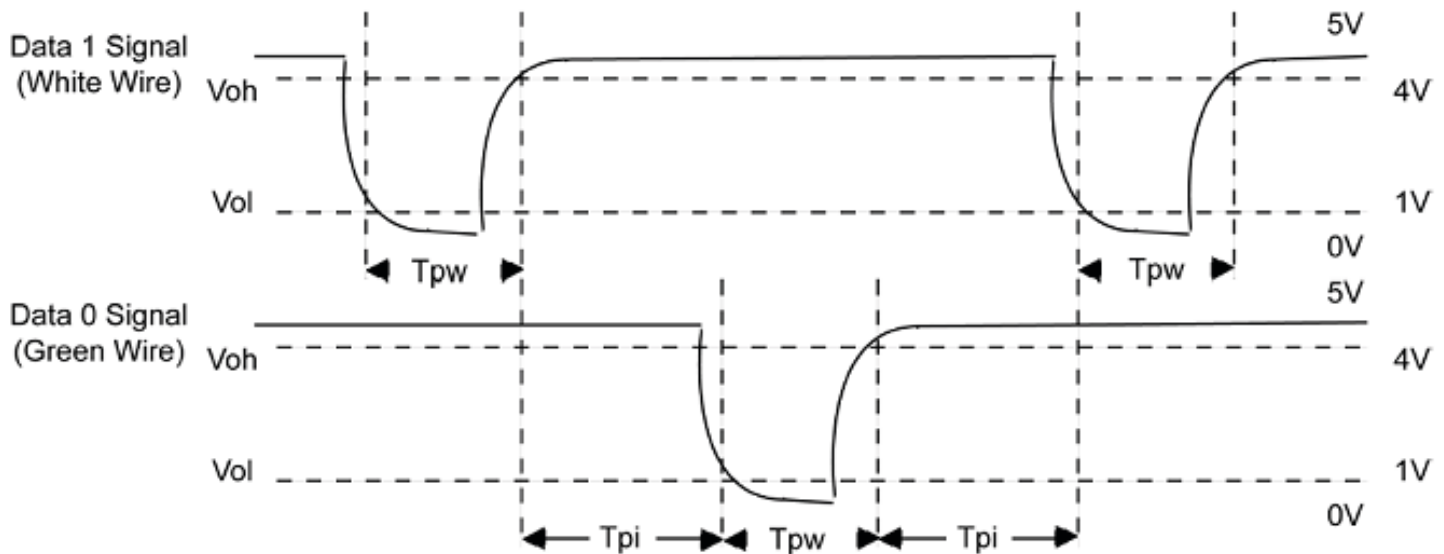 5V
Data 1 Signal
(White Wire)
Voh
4V
Vol
1V
0V
Tpw
Tpw
5V
Data 0 Signal
(Green Wire)
Voh
4V
Vol
1V
0V
Tpi
Tpw
Tpi